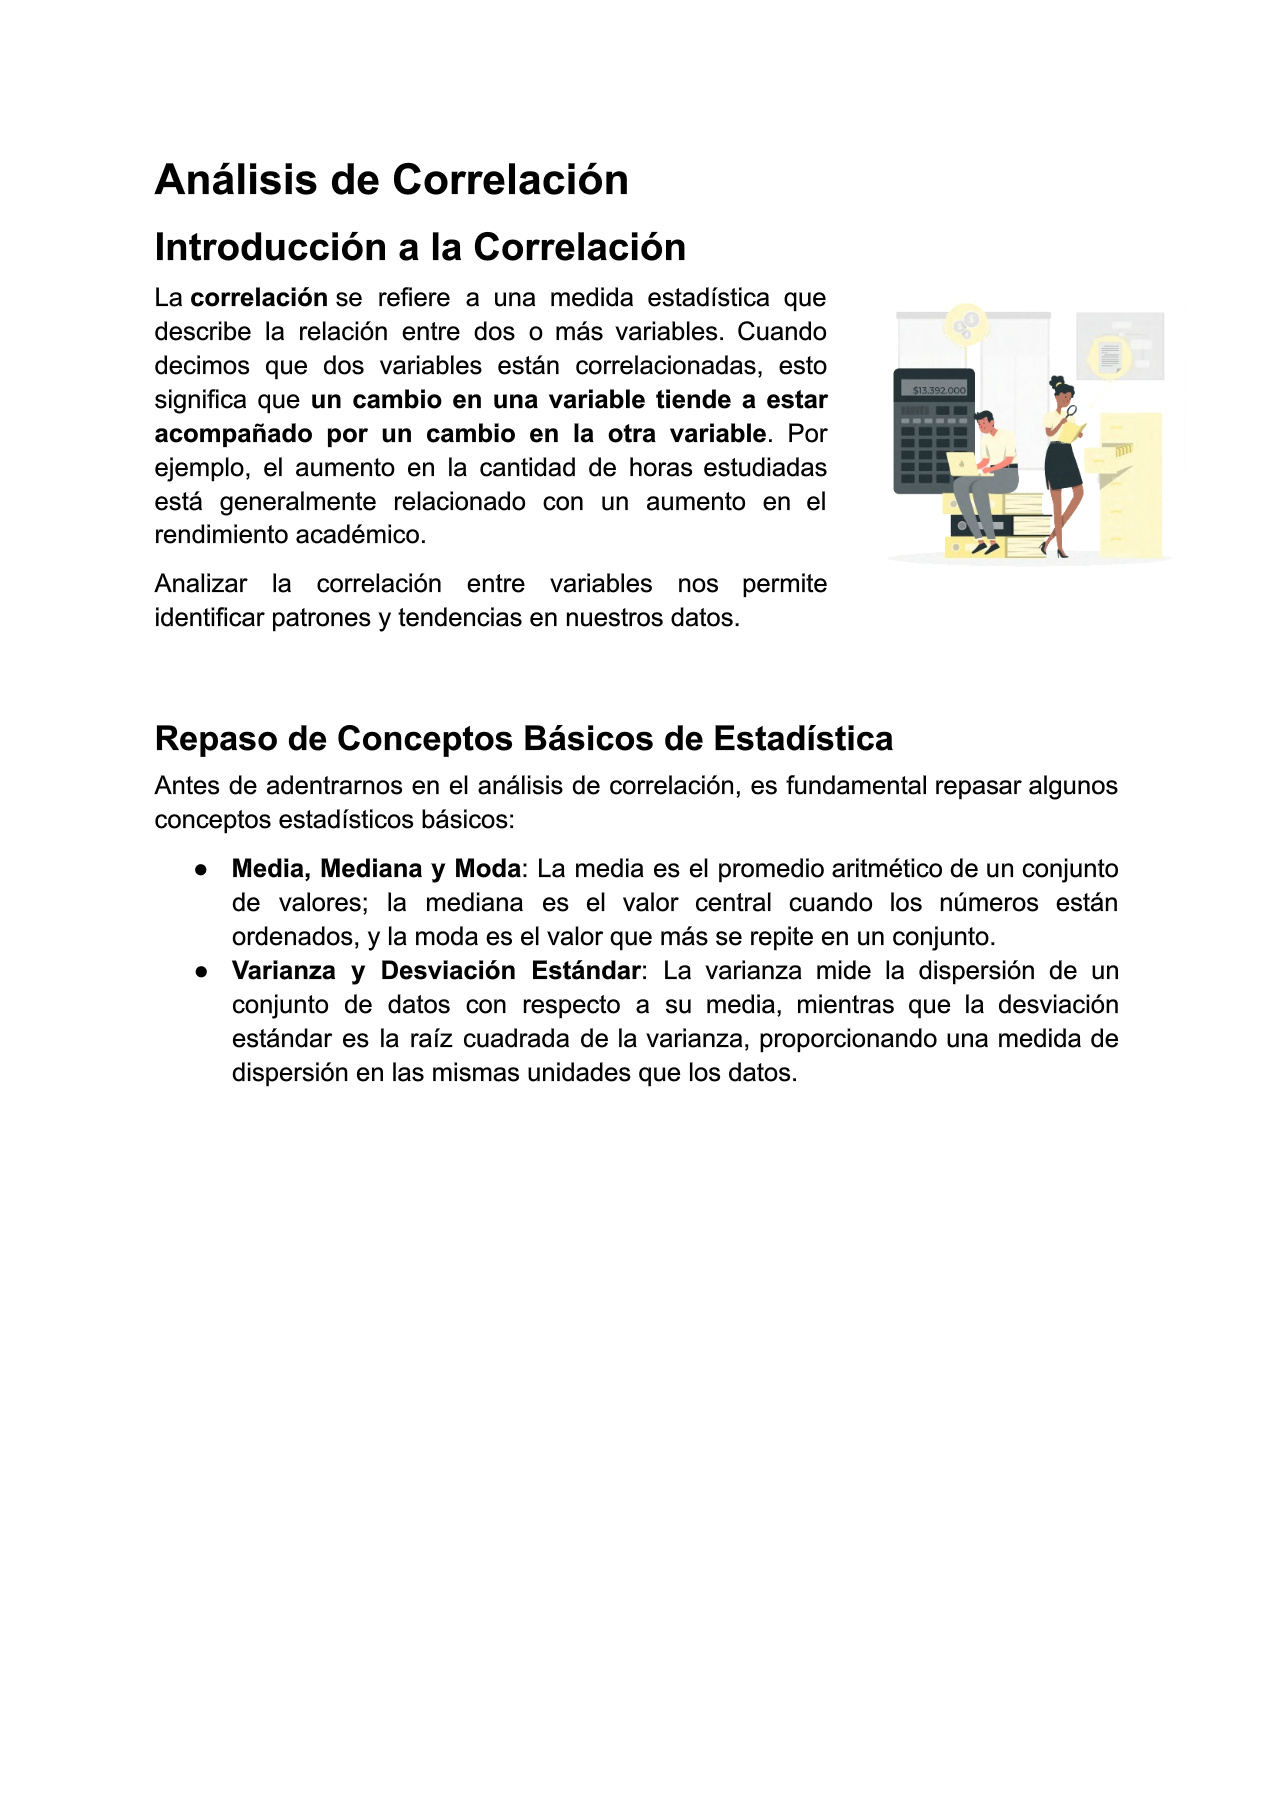 Análisis de Correlación
Introducción a la Correlación
La correlación se refiere a una medida estadística que
describe la relación entre dos o más variables. Cuando
decimos que dos variables están correlacionadas, esto
significa que un cambio en una variable tiende a estar
acompañado por un cambio en la otra variable. Por
ejemplo, el aumento en la cantidad de horas estudiadas
está generalmente relacionado con un aumento en el
rendimiento académico.
$13.392.000
Analizar la correlación entre variables nos permite
identificar patrones y tendencias en nuestros datos.
Repaso de Conceptos Básicos de Estadística
Antes de adentrarnos en el análisis de correlación, es fundamental repasar algunos
conceptos estadísticos básicos:
● Media, Mediana y Moda: La media es el promedio aritmético de un conjunto
de valores; la mediana es el valor central cuando los números están
ordenados, y la moda es el valor que más se repite en un conjunto.
● Varianza y Desviación Estándar: La varianza mide la dispersión de un
conjunto de datos con respecto a su media, mientras que la desviación
estándar es la raíz cuadrada de la varianza, proporcionando una medida de
dispersión en las mismas unidades que los datos.